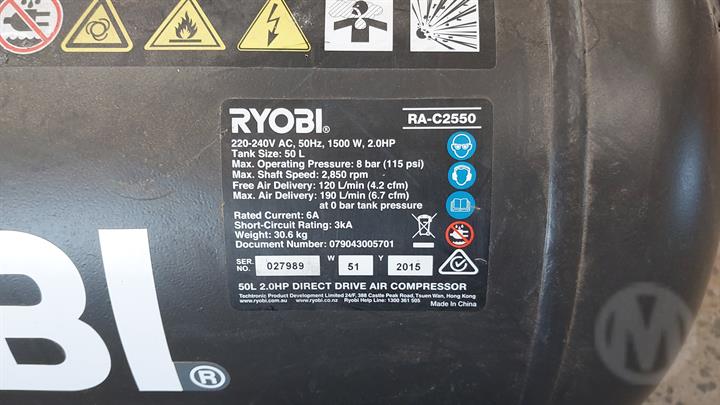 RYOBI® RA-C2550
220-240V AC, 50Hz, 1500 W, 2.0HP
Tank Size: 50 L
Max. Operating Pressure: 8 bar (115 psi)
Max. Shaft Speed: 2,850 rpm
Free Air Delivery: 120 L/min (4.2 cfm)
Max. Air Delivery: 190 L/min (6.7 cfm)
at 0 bar tank pressure
Rated Current: 6A
Short-Circuit Rating: 3kA
Weight: 30.6 kg
Document Number: 079043005701
SER. NO. 027989 W 51 Y 2015
50L 2.0HP DIRECT DRIVE AIR COMPRESSOR
Techtronic Product Development Limited 24/F, 388 Castle Peak Road, Tsuen Wan, Hong Kong
www.ryobi.com.au www.ryobi.co.nz Ryobi Help Line: 1300 361 505 Made In China
OBI®
M